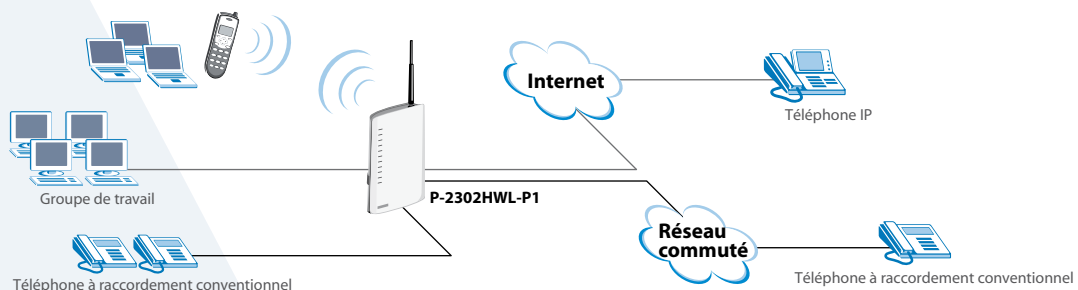 Internet
Téléphone IP
Groupe de travail
P-2302HWL-P1
Réseau
commuté
Téléphone à raccordement conventionnel
Téléphone à raccordement conventionnel